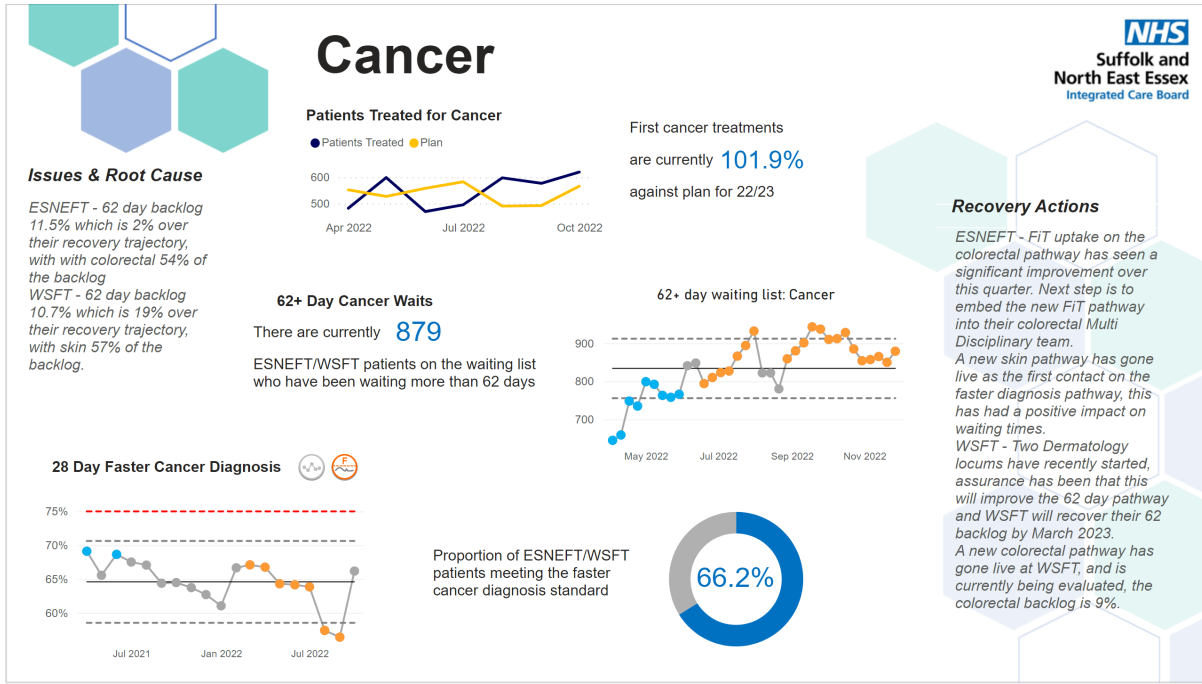 Cancer
NHS
Suffolk and
North East Essex
Integrated Care Board
Issues & Root Cause
ESNEFT - 62 day backlog
11.5% which is 2% over
their recovery trajectory,
with with colorectal 54% of
the backlog
WSFT - 62 day backlog
10.7% which is 19% over
their recovery trajectory,
with skin 57% of the
backlog.
Patients Treated for Cancer
Patients Treated Plan
600
500
Apr 2022 Jul 2022 Oct 2022
First cancer treatments
are currently 101.9%
against plan for 22/23
62+ Day Cancer Waits
There are currently 879
ESNEFT/WSFT patients on the waiting list
who have been waiting more than 62 days
62+ day waiting list: Cancer
900
800
700
May 2022 Jul 2022 Sep 2022 Nov 2022
28 Day Faster Cancer Diagnosis
F
75%
70%
65%
60%
Jul 2021 Jan 2022 Jul 2022
Proportion of ESNEFT/WSFT
patients meeting the faster
cancer diagnosis standard
66.2%
Recovery Actions
ESNEFT - FiT uptake on the
colorectal pathway has seen a
significant improvement over
this quarter. Next step is to
embed the new FiT pathway
into their colorectal Multi
Disciplinary team.
A new skin pathway has gone
live as the first contact on the
faster diagnosis pathway, this
has had a positive impact on
waiting times.
WSFT - Two Dermatology
locums have recently started,
assurance has been that this
will improve the 62 day pathway
and WSFT will recover their 62
backlog by March 2023.
A new colorectal pathway has
gone live at WSFT, and is
currently being evaluated, the
colorectal backlog is 9%.